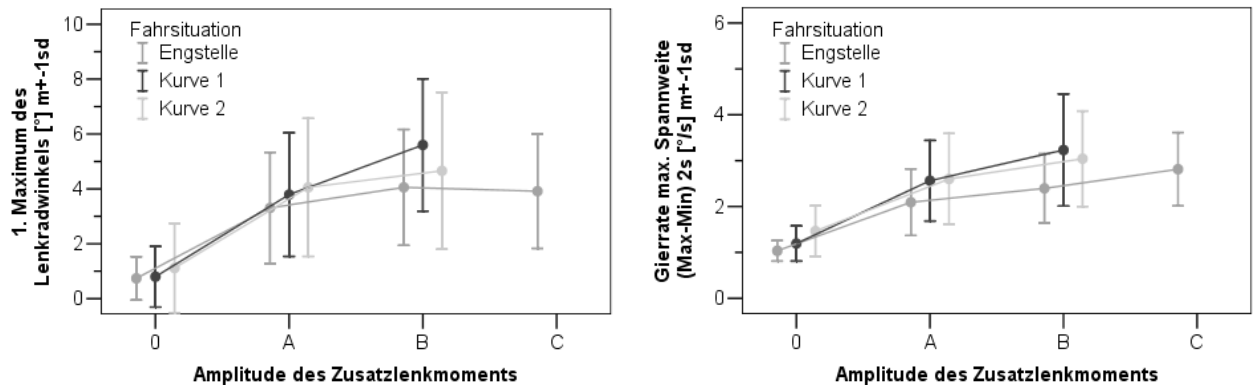 1. Maximum des
Lenkradwinkels [°] m+-1sd
10
8
6
4
2
0
Fahrsituation
Engstelle
Kurve 1
Kurve 2
0 A B C
Amplitude des Zusatzlenkmoments
Gierrate max. Spannweite
(Max-Min) 2s [°/s] m+-1sd
6
4
2
0
Fahrsituation
Engstelle
Kurve 1
Kurve 2
0 A B C
Amplitude des Zusatzlenkmoments